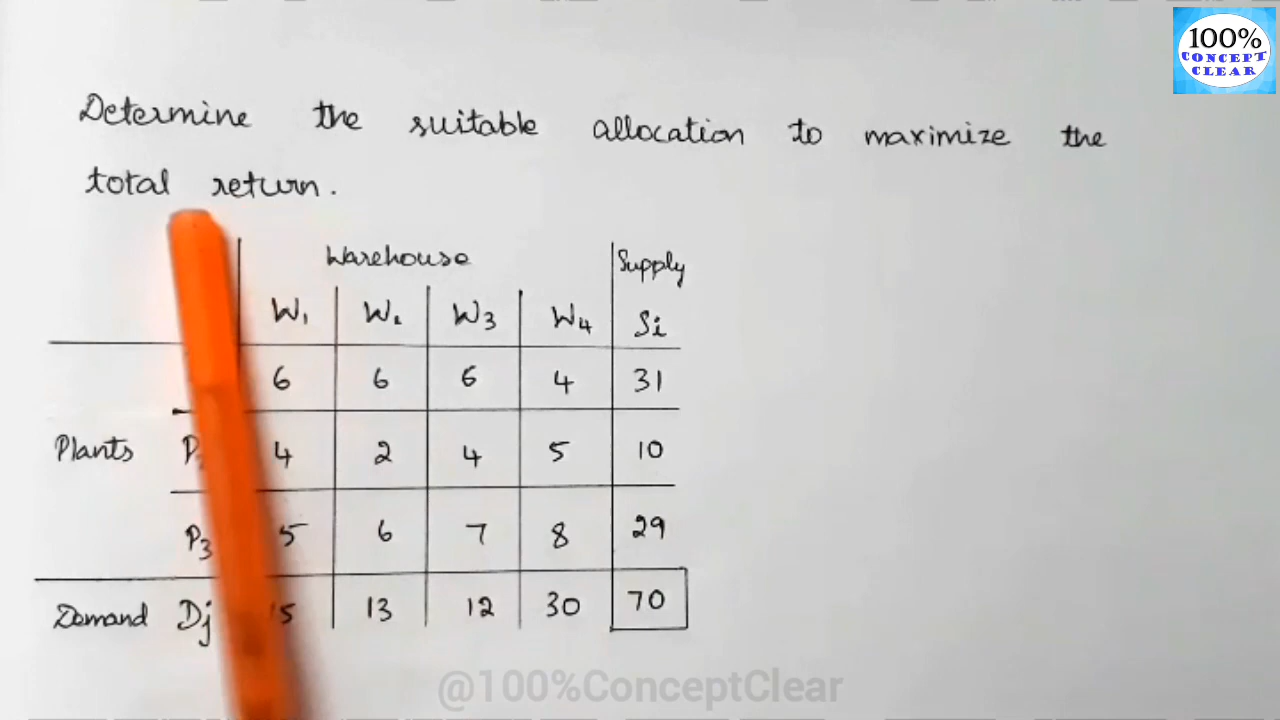 100%
CONCEPT
CLEAR
Determine the suitable allocation to maximize the
total return.
Warehouse Supply
W1 W2 W3 W4 Si
6 6 6 4 31
Plants 4 2 4 5 10
P3 5 6 7 8 29
Demand Dj 13 12 30 70
@100%ConceptClear